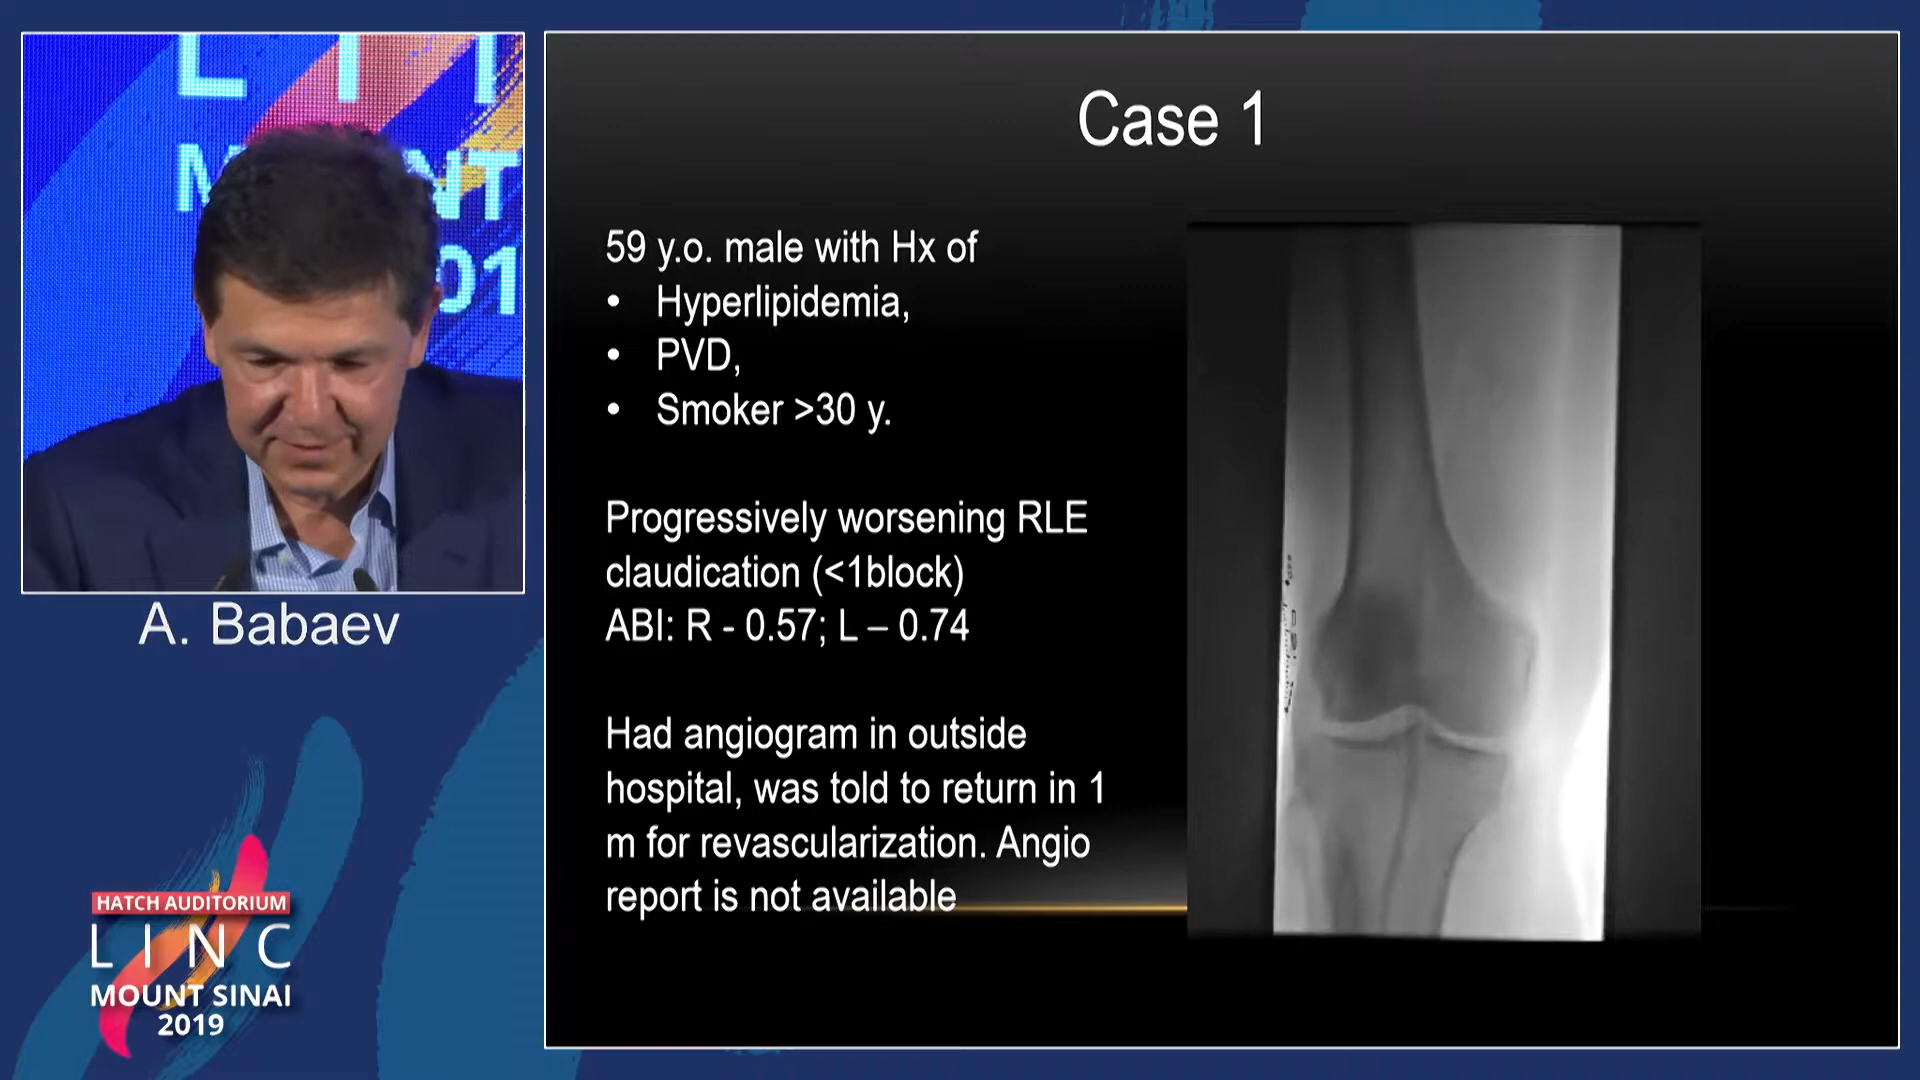 L I
M NT
01
A. Babaev
HATCH AUDITORIUM
LINC
MOUNT SINAI
2019
Case 1
59 y.o. male with Hx of
• Hyperlipidemia,
• PVD,
• Smoker >30 y.
Progressively worsening RLE
claudication (<1block)
ABI: R - 0.57; L – 0.74
Had angiogram in outside
hospital, was told to return in 1
m for revascularization. Angio
report is not available